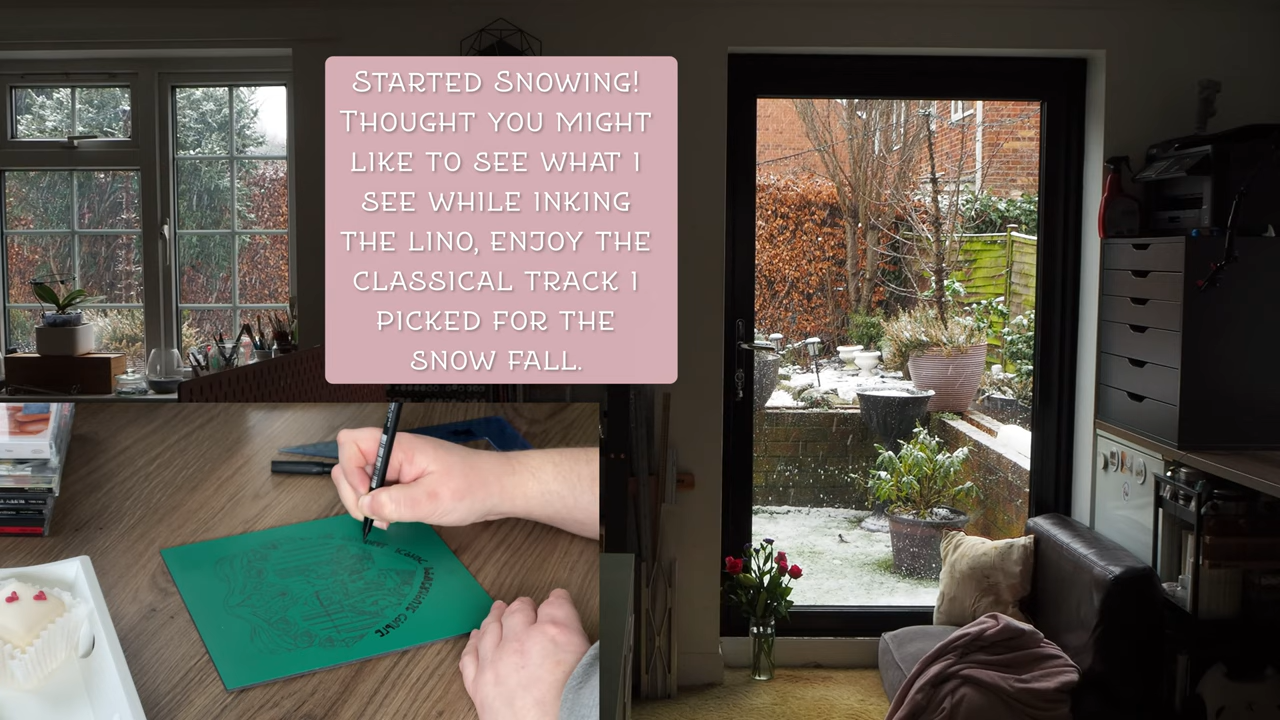 STARTED SNOWING!
THOUGHT YOU MIGHT
LIKE TO SEE WHAT I
SEE WHILE INKING
THE LINO, ENJOY THE
CLASSICAL TRACK I
PICKED FOR THE
SNOW FALL.
COUPLE